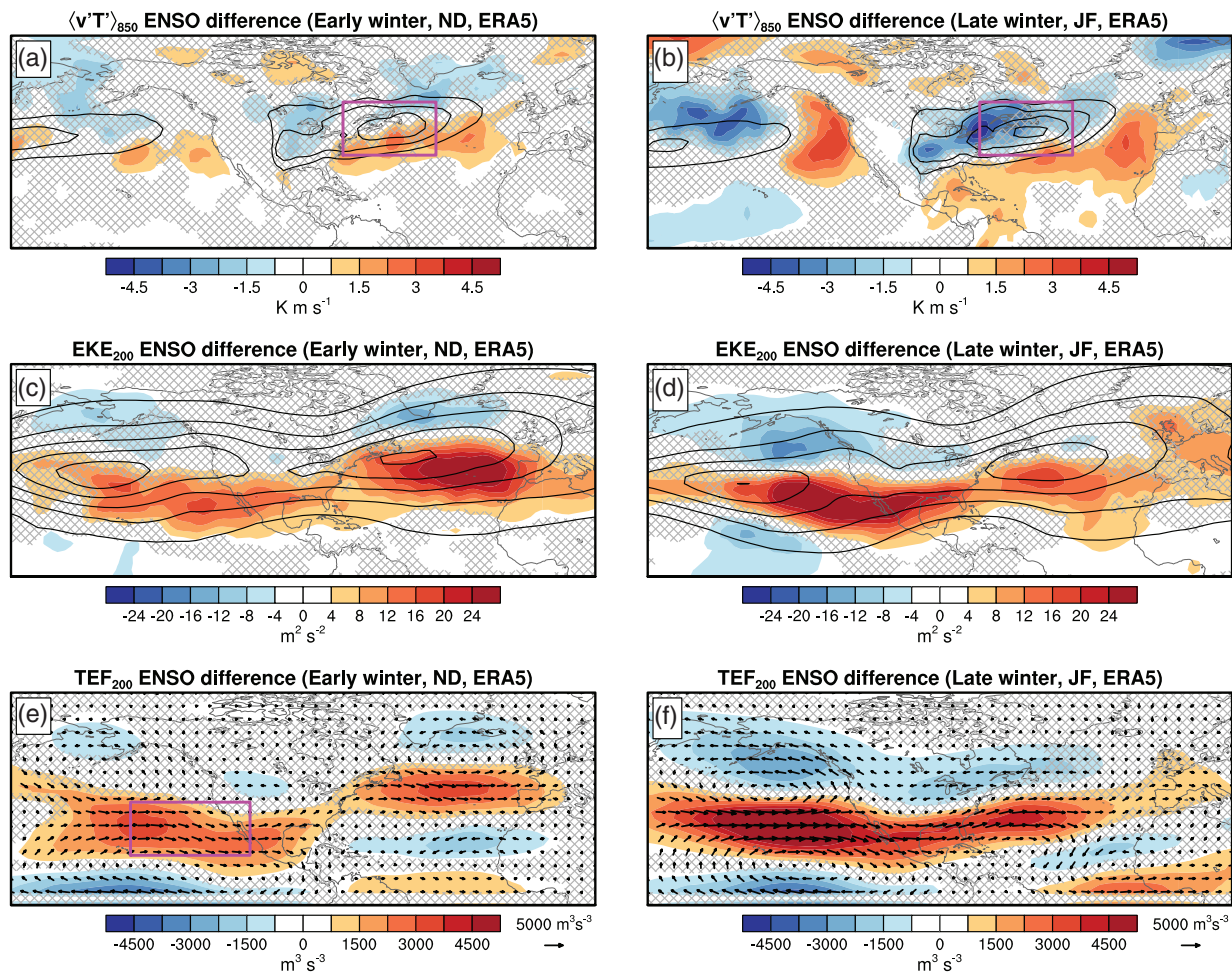 ⟨v'T'⟩850 ENSO difference (Early winter, ND, ERA5)
(a)
-4.5 -3 -1.5 0 1.5 3 4.5
K m s-1
⟨v'T'⟩850 ENSO difference (Late winter, JF, ERA5)
(b)
-4.5 -3 -1.5 0 1.5 3 4.5
K m s-1
EKE200 ENSO difference (Early winter, ND, ERA5)
(c)
-24 -20 -16 -12 -8 -4 0 4 8 12 16 20 24
m2 s-2
EKE200 ENSO difference (Late winter, JF, ERA5)
(d)
-24 -20 -16 -12 -8 -4 0 4 8 12 16 20 24
m2 s-2
TEF200 ENSO difference (Early winter, ND, ERA5)
(e)
-4500 -3000 -1500 0 1500 3000 4500
m3 s-3
5000 m3s-3
TEF200 ENSO difference (Late winter, JF, ERA5)
(f)
-4500 -3000 -1500 0 1500 3000 4500
m3 s-3
5000 m3s-3